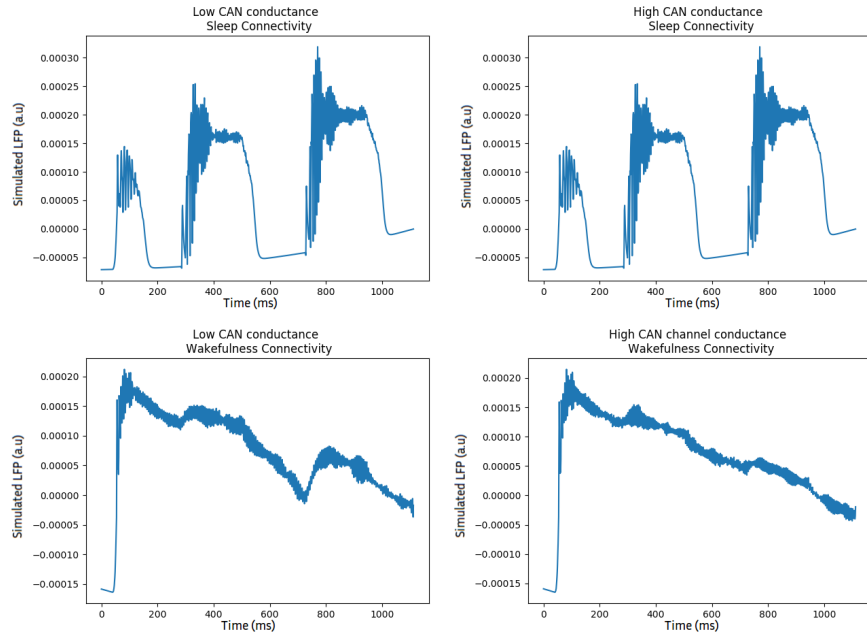 Low CAN conductance
Sleep Connectivity
0.00030
0.00025
0.00020
0.00015
0.00010
0.00005
0.00000
−0.00005
Simulated LFP (a.u)
0 200 400 600 800 1000
Time (ms)
High CAN conductance
Sleep Connectivity
0.00030
0.00025
0.00020
0.00015
0.00010
0.00005
0.00000
−0.00005
Simulated LFP (a.u)
0 200 400 600 800 1000
Time (ms)
Low CAN conductance
Wakefulness Connectivity
0.00020
0.00015
0.00010
0.00005
0.00000
−0.00005
−0.00010
−0.00015
Simulated LFP (a.u)
0 200 400 600 800 1000
Time (ms)
High CAN channel conductance
Wakefulness Connectivity
0.00020
0.00015
0.00010
0.00005
0.00000
−0.00005
−0.00010
−0.00015
Simulated LFP (a.u)
0 200 400 600 800 1000
Time (ms)